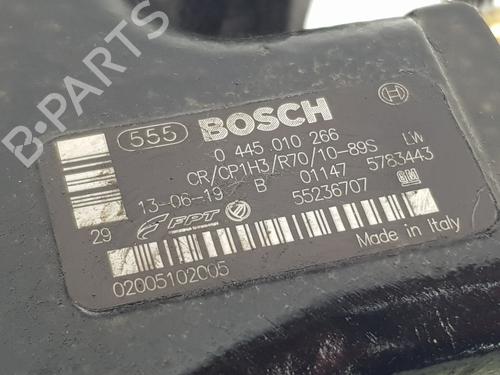 B-PARTS
555 BOSCH
0 445 010 266
CR/CP1H3/R70/10-89S LW
13-06-19 B 01147 5783443
FPT 55236707 GM
29
Made in Italy
02005102005